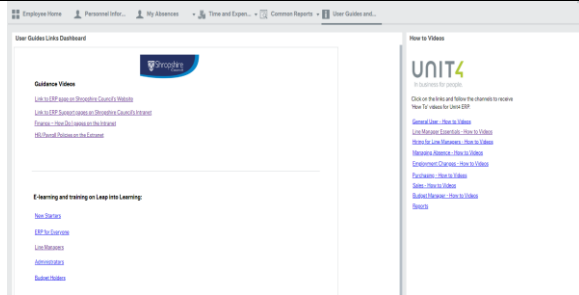 Employee Home
Personnel Infor...
My Absences
Time and Expen...
Common Reports
User Guides and...
User Guides Links Dashboard
Shropshire
Council
Guidance Videos
Link to ERP page on Shropshire Council's Website
Link to ERP Support pages on Shropshire Council's Intranet
Finance – How Do I pages on the Intranet
HR Payroll Policies on the Extranet
E-learning and training on Leap into Learning:
New Starters
ERP for Everyone
Line Managers
Administrators
Budget Holders
How to Videos
UNIT4
In business for people.
Click on the links and follow the channels to receive
'How To' videos for Unit4 ERP.
General User - How to Videos
Line Manager Essentials - How to Videos
Hiring for Line Managers - How to Videos
Managing Absence - How to Videos
Employment Changes - How to Videos
Purchasing - How to Videos
Sales - How to Videos
Budget Manager - How to Videos
Reports